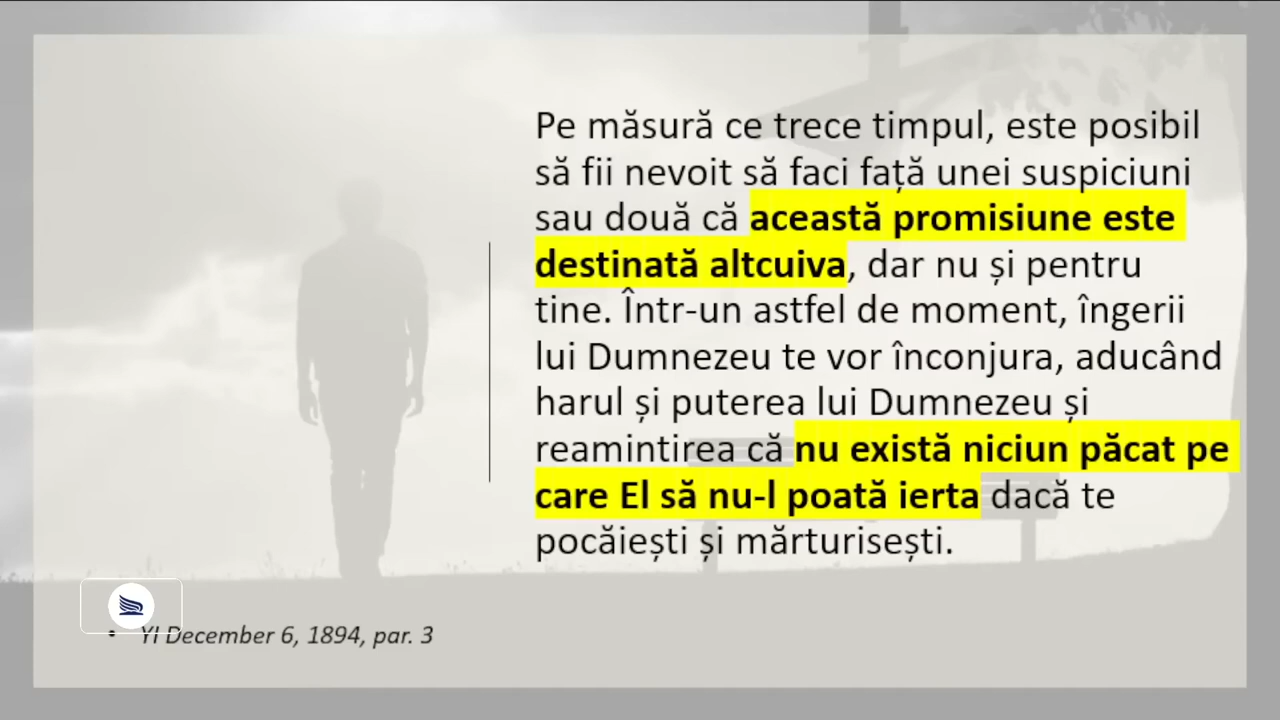 Pe măsură ce trece timpul, este posibil
să fii nevoit să faci față unei suspiciuni
sau două că această promisiune este
destinată altcuiva, dar nu și pentru
tine. Într-un astfel de moment, îngerii
lui Dumnezeu te vor înconjura, aducând
harul și puterea lui Dumnezeu și
reamintirea că nu există niciun păcat pe
care El să nu-l poată ierta dacă te
pocăiești și mărturisești.
• YI December 6, 1894, par. 3